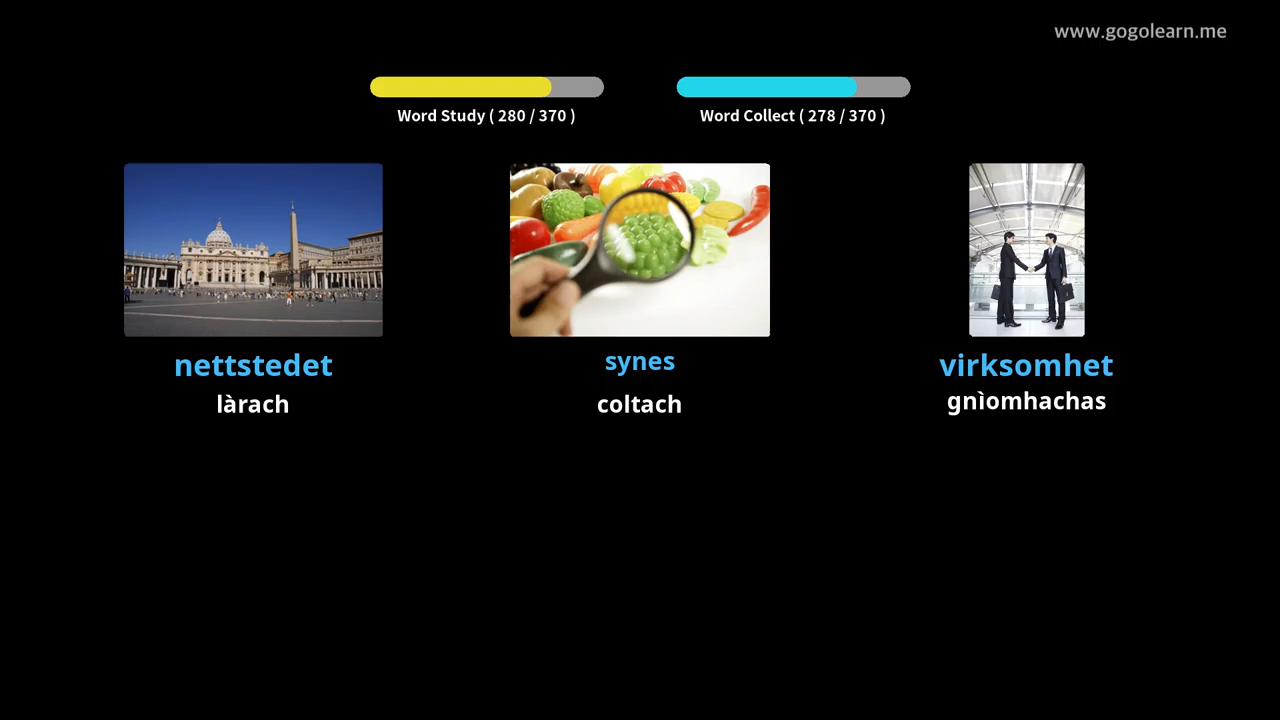 www.gogolearn.me
Word Study ( 280 / 370 )
Word Collect ( 278 / 370 )
nettstedet
làrach
synes
coltach
virksomhet
gnìomhachas